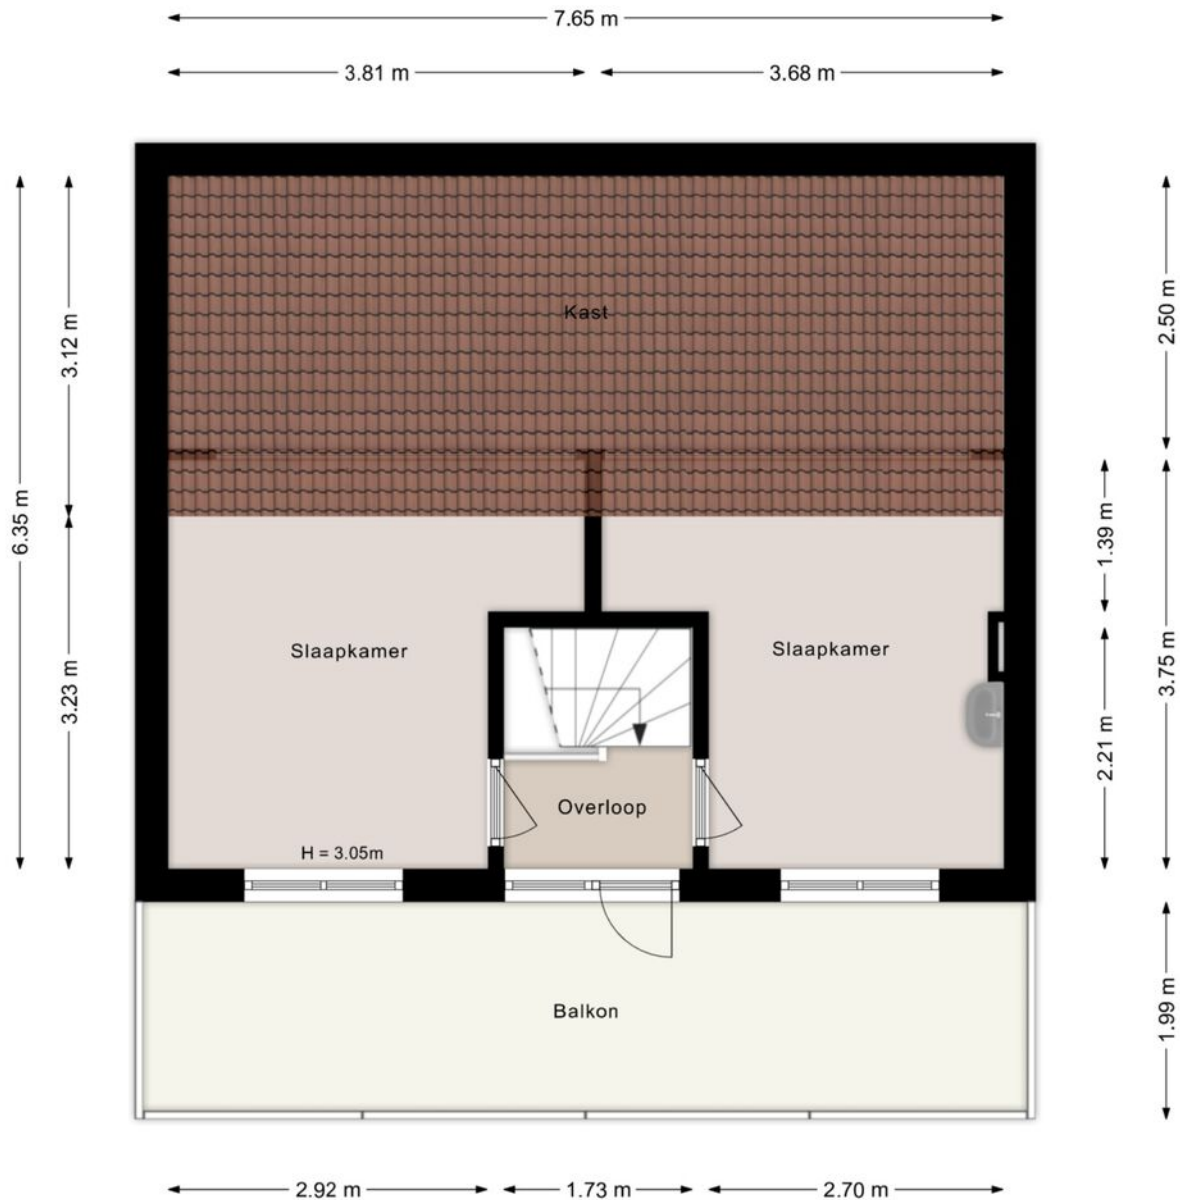 7.65 m
3.81 m
3.68 m
6.35 m
3.12 m
3.23 m
2.50 m
1.39 m
3.75 m
2.21 m
1.99 m
Kast
Slaapkamer
Slaapkamer
Overloop
H = 3.05m
Balkon
2.92 m
1.73 m
2.70 m